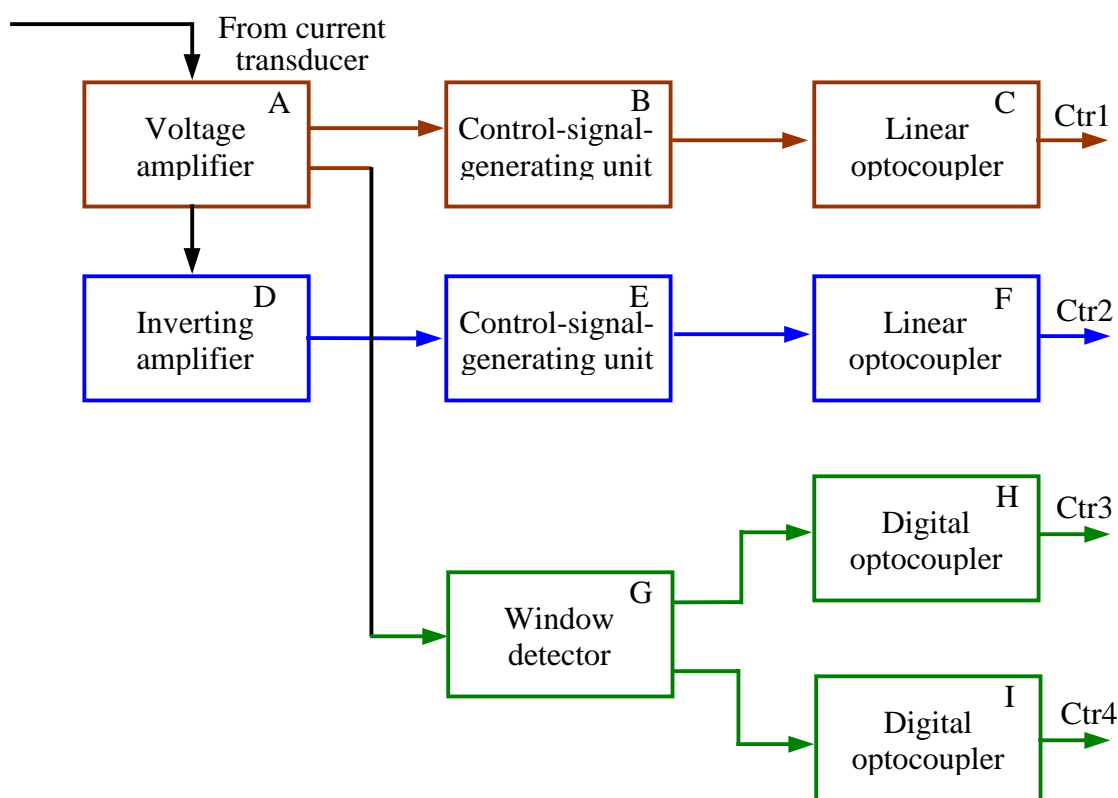 From current
transducer
A
Voltage
amplifier
B
Control-signal-
generating unit
C
Linear
optocoupler
Ctr1
D
Inverting
amplifier
E
Control-signal-
generating unit
F
Linear
optocoupler
Ctr2
G
Window
detector
H
Digital
optocoupler
Ctr3
I
Digital
optocoupler
Ctr4